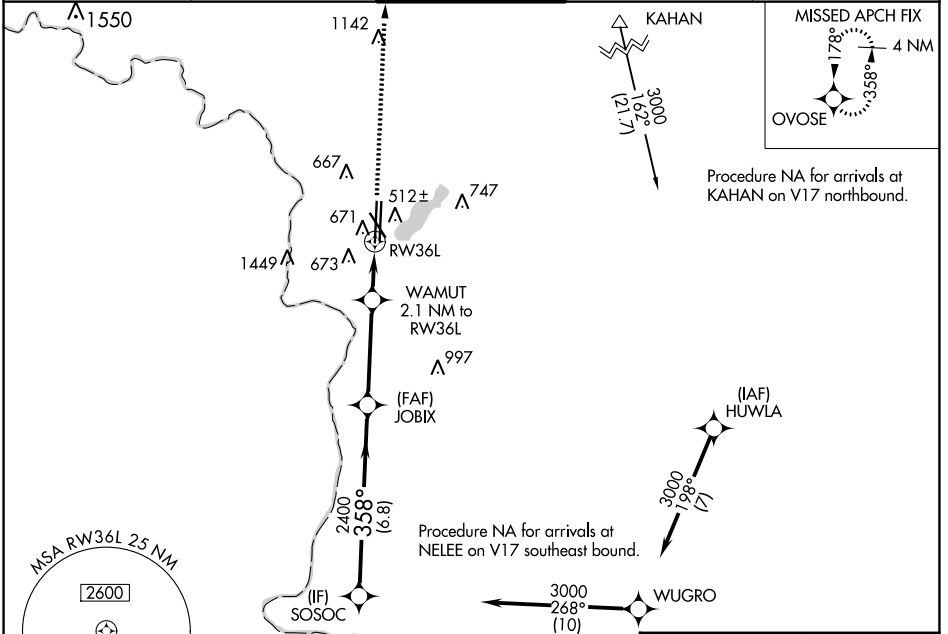 1550
1142
KAHAN
3000
162°
(21.7)
MISSED APCH FIX
178°
4 NM
358°
OVOSE
Procedure NA for arrivals at
KAHAN on V17 northbound.
667
512±
747
671
RW36L
1449
673
WAMUT
2.1 NM to
RW36L
997
(FAF)
JOBIX
(IAF)
HUWLA
3000
198°
(7)
2400
358°
(6.8)
Procedure NA for arrivals at
NELEE on V17 southeast bound.
MSA RW36L 25 NM
2600
(IF)
SOSOC
3000
268°
(10)
WUGRO